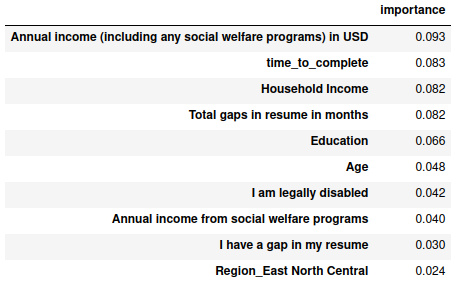 importance
Annual income (including any social welfare programs) in USD 0.093
time_to_complete 0.083
Household Income 0.082
Total gaps in resume in months 0.082
Education 0.066
Age 0.048
I am legally disabled 0.042
Annual income from social welfare programs 0.040
I have a gap in my resume 0.030
Region_East North Central 0.024